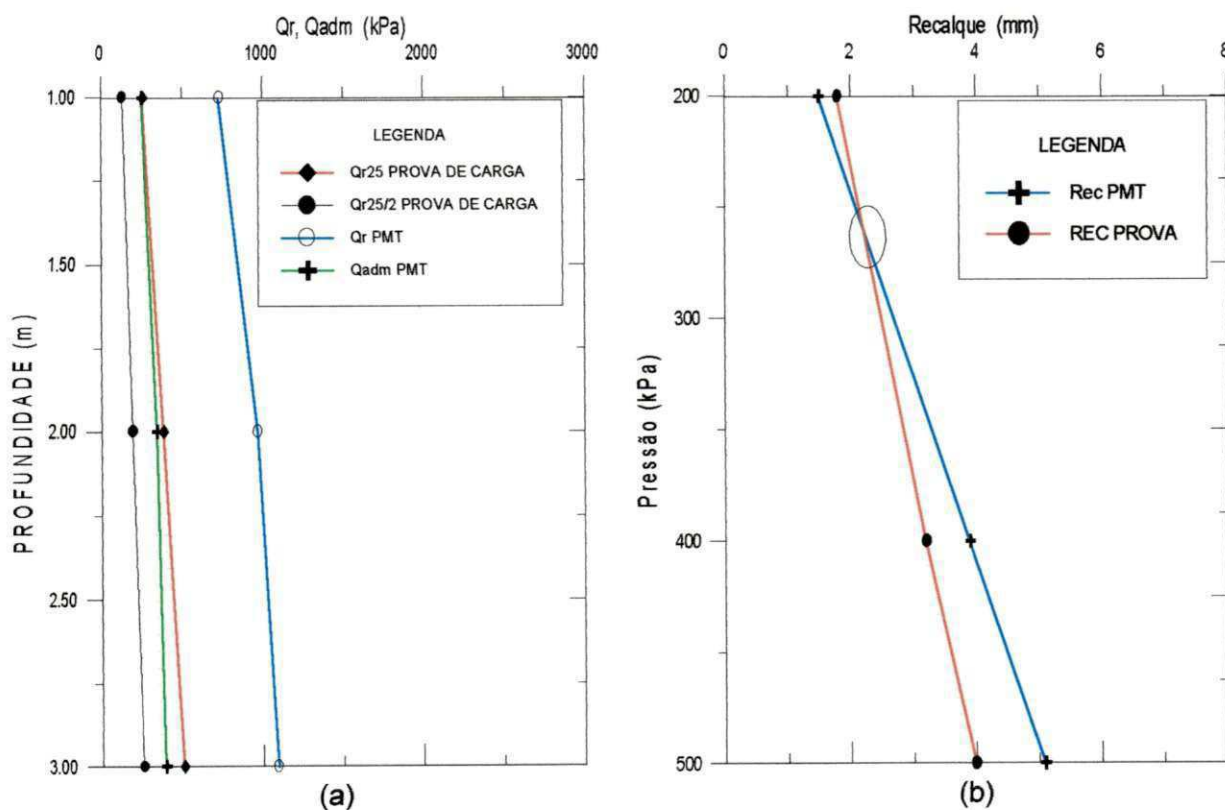 Qr, Qadm (kPa)
0 1000 2000 3000
1.00
1.50
2.00
2.50
3.00
PROFUNDIDADE (m)
LEGENDA
Qr25 PROVA DE CARGA
Qr25/2 PROVA DE CARGA
Qr PMT
Qadm PMT
(a)
Recalque (mm)
0 2 4 6 8
200
300
400
500
Pressão (kPa)
LEGENDA
Rec PMT
REC PROVA
(b)